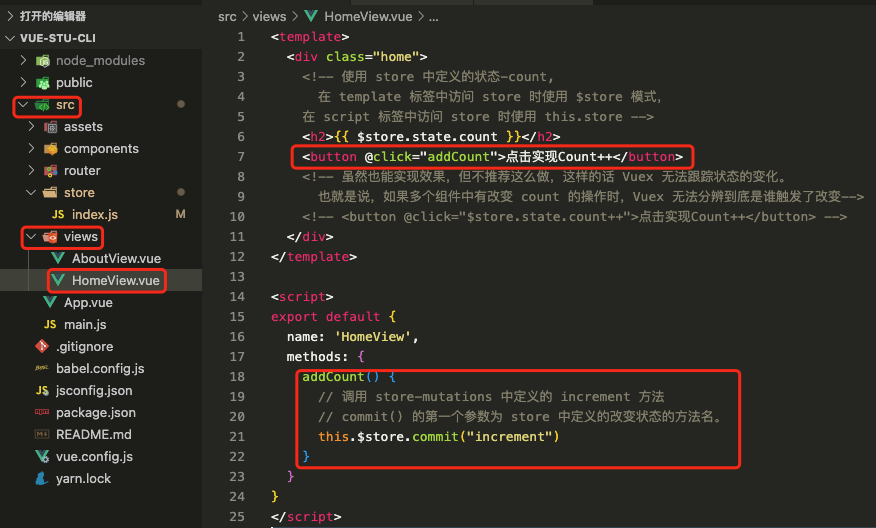 打开的编辑器
VUE-STU-CLI
node_modules
public
src
assets
components
router
store
JS index.js M
views
AboutView.vue
HomeView.vue
App.vue
JS main.js
.gitignore
babel.config.js
JS jsconfig.json
package.json
README.md
vue.config.js
yarn.lock
src > views > HomeView.vue > ...
1 <template>
2 <div class="home">
3 <!-- 使用 store 中定义的状态-count,
4 在 template 标签中访问 store 时使用 $store 模式,
5 在 script 标签中访问 store 时使用 this.store -->
6 <h2>{{ $store.state.count }}</h2>
7 <button @click="addCount">点击实现Count++</button>
8 <!-- 虽然也能实现效果，但不推荐这么做，这样的话 Vuex 无法跟踪状态的变化。
9 也就是说，如果多个组件中有改变 count 的操作时，Vuex 无法分辨到底是谁触发了改变-->
10 <!-- <button @click="$store.state.count++">点击实现Count++</button> -->
11 </div>
12 </template>
13
14 <script>
15 export default {
16 name: 'HomeView',
17 methods: {
18 addCount() {
19 // 调用 store-mutations 中定义的 increment 方法
20 // commit() 的第一个参数为 store 中定义的改变状态的方法名。
21 this.$store.commit("increment")
22 }
23 }
24 }
25 </script>